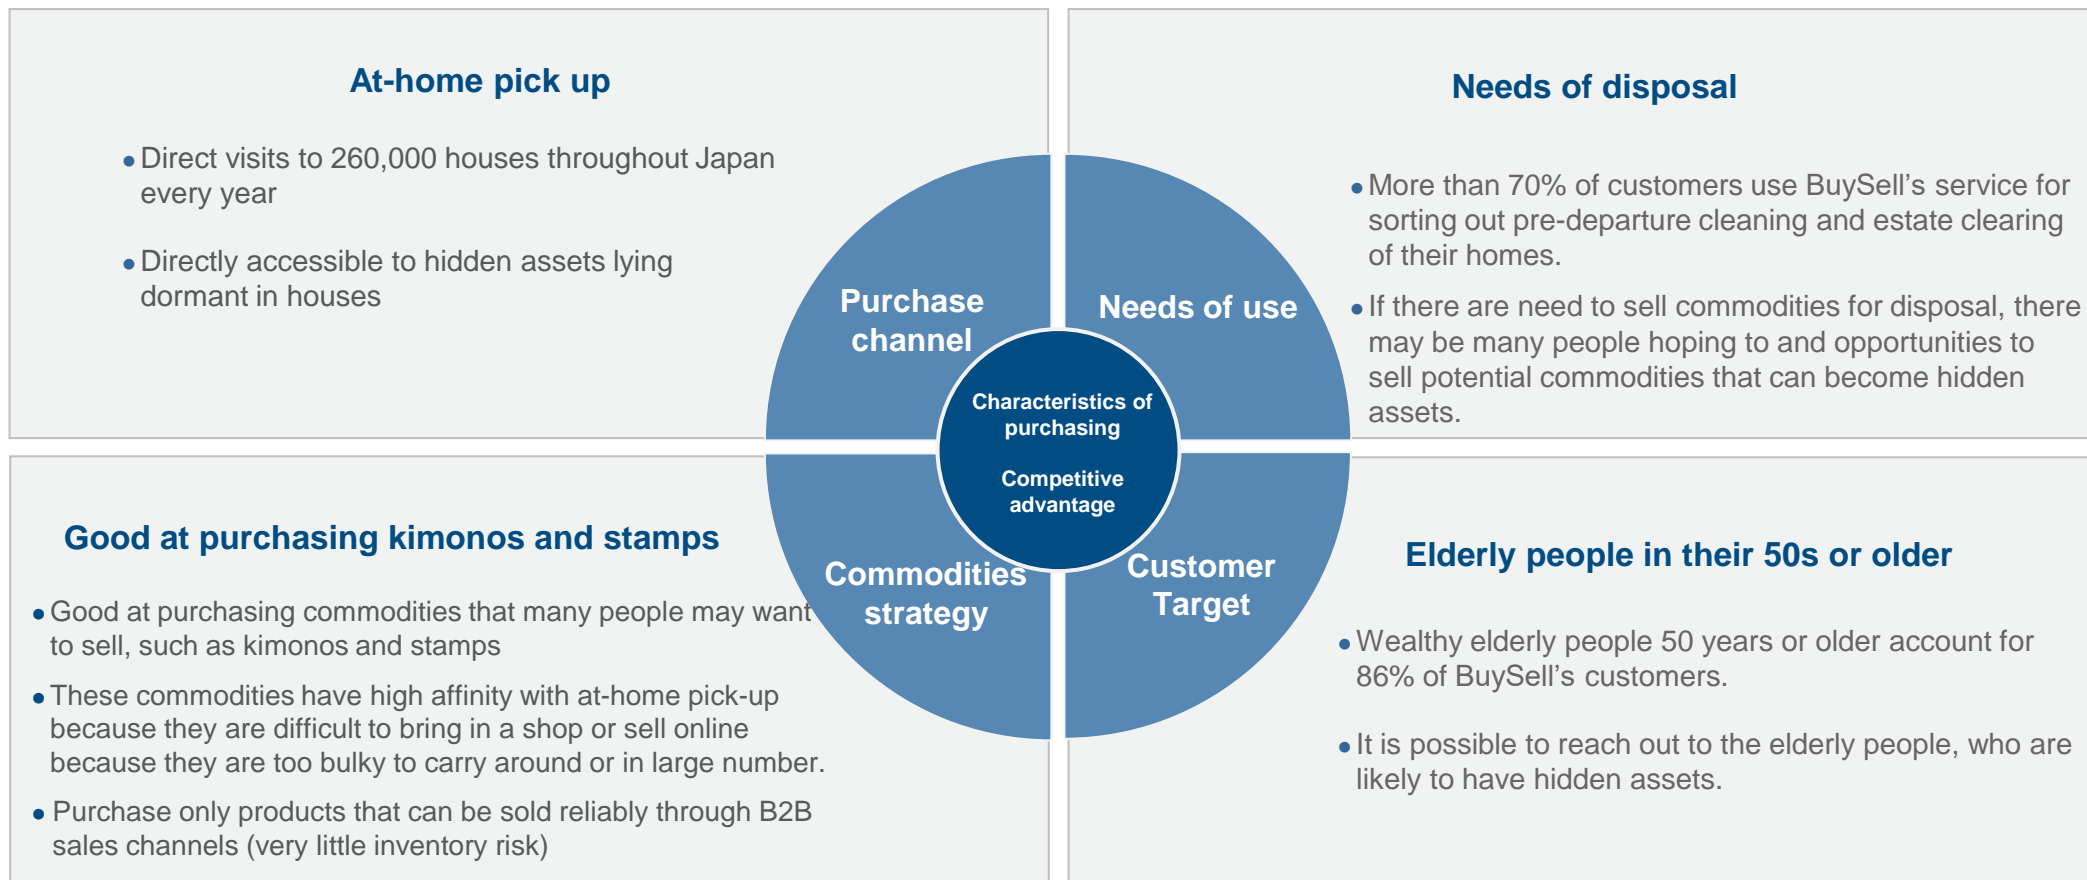 At-home pick up
• Direct visits to 260,000 houses throughout Japan
every year
• Directly accessible to hidden assets lying
dormant in houses
Needs of disposal
• More than 70% of customers use BuySell’s service for
sorting out pre-departure cleaning and estate clearing
of their homes.
• If there are need to sell commodities for disposal, there
may be many people hoping to and opportunities to
sell potential commodities that can become hidden
assets.
Purchase
channel
Needs of use
Characteristics of
purchasing
Competitive
advantage
Commodities
strategy
Customer
Target
Good at purchasing kimonos and stamps
• Good at purchasing commodities that many people may want
to sell, such as kimonos and stamps
• These commodities have high affinity with at-home pick-up
because they are difficult to bring in a shop or sell online
because they are too bulky to carry around or in large number.
• Purchase only products that can be sold reliably through B2B
sales channels (very little inventory risk)
Elderly people in their 50s or older
• Wealthy elderly people 50 years or older account for
86% of BuySell’s customers.
• It is possible to reach out to the elderly people, who are
likely to have hidden assets.